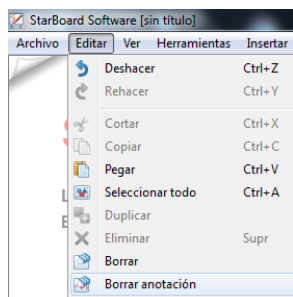 StarBoard Software [sin título]
Archivo Editar Ver Herramientas Insertar
Deshacer Ctrl+Z
Rehacer Ctrl+Y
Cortar Ctrl+X
Copiar Ctrl+C
Pegar Ctrl+V
Seleccionar todo Ctrl+A
Duplicar
Eliminar Supr
Borrar
Borrar anotación